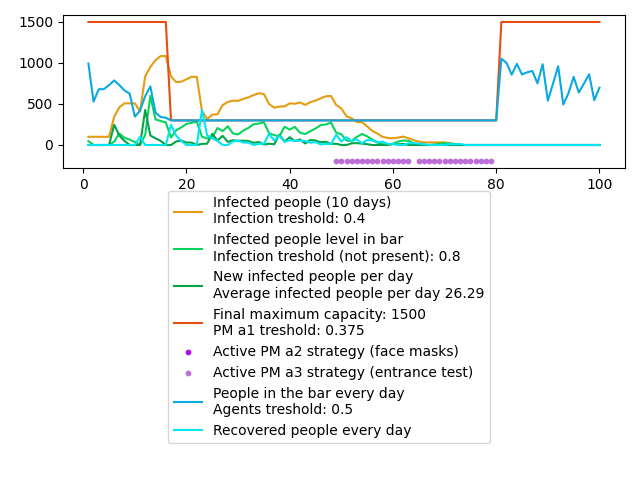 1500
1000
500
0
0
20
40
60
80
100
Infected people (10 days)
Infection treshold: 0.4
Infected people level in bar
Infection treshold (not present): 0.8
New infected people per day
Average infected people per day 26.29
Final maximum capacity: 1500
PM a1 treshold: 0.375
Active PM a2 strategy (face masks)
Active PM a3 strategy (entrance test)
People in the bar every day
Agents treshold: 0.5
Recovered people every day